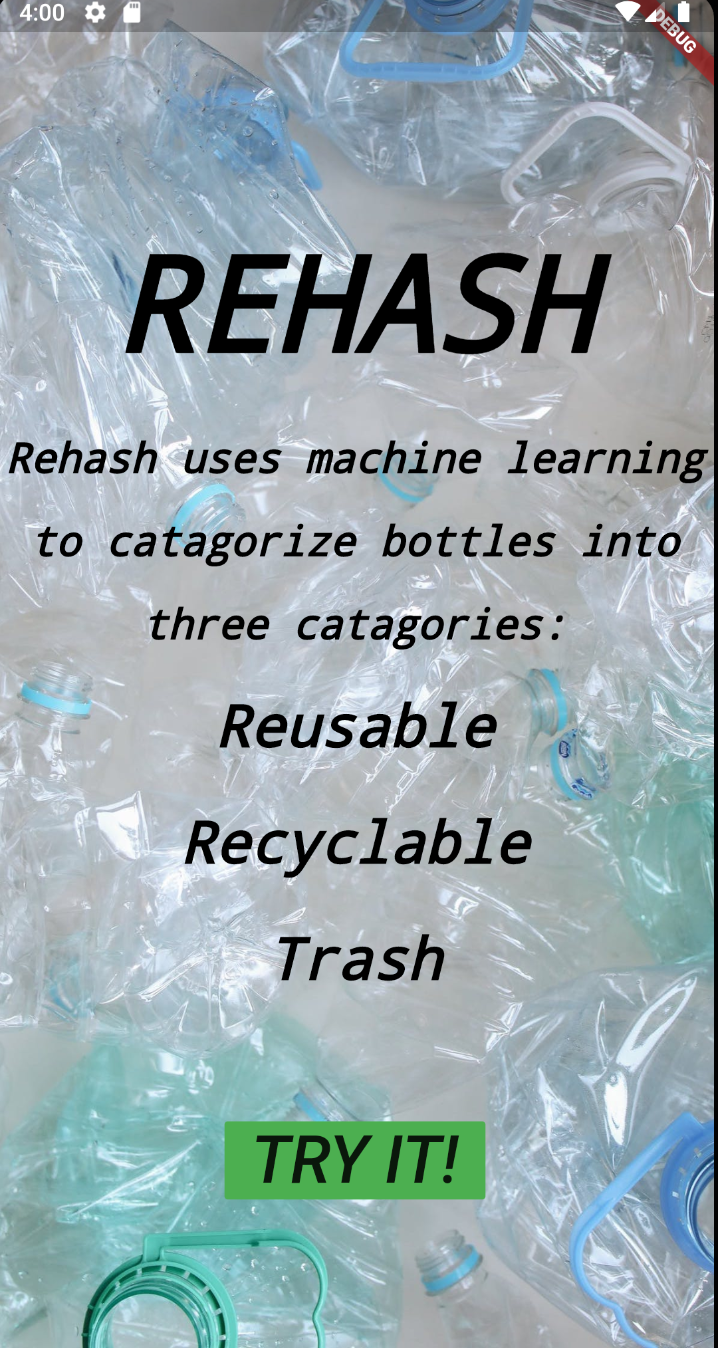 4:00
DEBUG
REHASH
Rehash uses machine learning
to catagorize bottles into
three catagories:
Reusable
Recyclable
Trash
TRY IT!